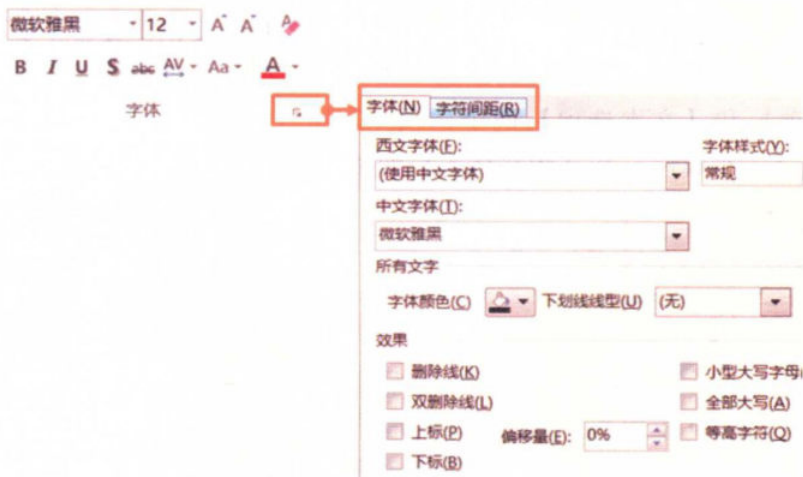 微软雅黑 12 A A A
B I U S abc AV Aa A
字体
字体(N) 字符间距(R)
西文字体(F): 字体样式(Y):
(使用中文字体) 常规
中文字体(T):
微软雅黑
所有文字
字体颜色(C) 下划线线型(U) (无)
效果
删除线(K) 小型大写字母(
双删除线(L) 全部大写(A)
上标(P) 偏移量(E): 0% 等高字符(Q)
下标(B)